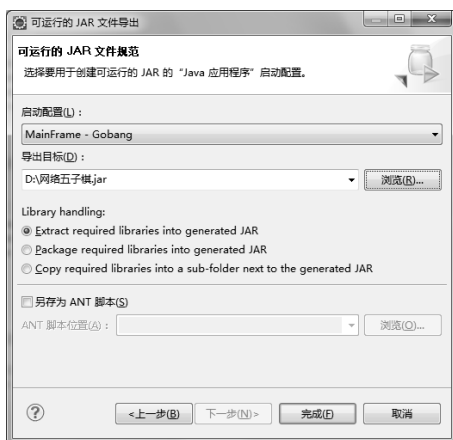 可运行的 JAR 文件导出
可运行的 JAR 文件规范
选择要用于创建可运行的 JAR 的“Java 应用程序”启动配置。
启动配置(L)：
MainFrame - Gobang
导出目标(D)：
D:\网络五子棋.jar
浏览(R)...
Library handling:
Extract required libraries into generated JAR
Package required libraries into generated JAR
Copy required libraries into a sub-folder next to the generated JAR
另存为 ANT 脚本(S)
ANT 脚本位置(A)：
浏览(O)...
?
<上一步(B)
下一步(N)>
完成(F)
取消